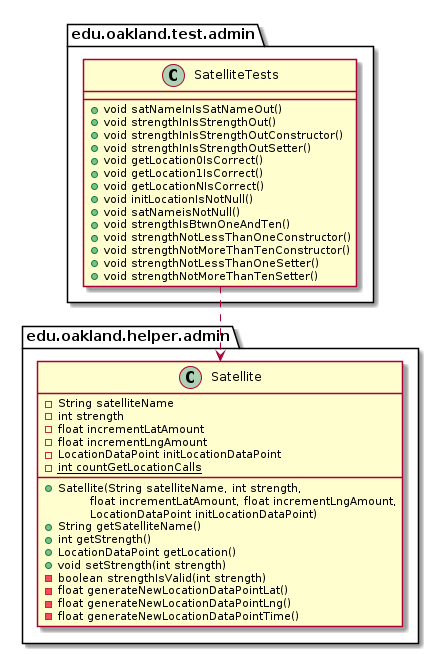 edu.oakland.test.admin
C SatelliteTests
void satNameInIsSatNameOut()
void strengthInIsStrengthOut()
void strengthInIsStrengthOutConstructor()
void strengthInIsStrengthOutSetter()
void getLocation0IsCorrect()
void getLocation1IsCorrect()
void getLocationNIsCorrect()
void initLocationIsNotNull()
void satNameisNotNull()
void strengthIsBtwnOneAndTen()
void strengthNotLessThanOneConstructor()
void strengthNotMoreThanTenConstructor()
void strengthNotLessThanOneSetter()
void strengthNotMoreThanTenSetter()
edu.oakland.helper.admin
C Satellite
String satelliteName
int strength
float incrementLatAmount
float incrementLngAmount
LocationDataPoint initLocationDataPoint
int countGetLocationCalls
Satellite(String satelliteName, int strength,
float incrementLatAmount, float incrementLngAmount,
LocationDataPoint initLocationDataPoint)
String getSatelliteName()
int getStrength()
LocationDataPoint getLocation()
void setStrength(int strength)
boolean strengthIsValid(int strength)
float generateNewLocationDataPointLat()
float generateNewLocationDataPointLng()
float generateNewLocationDataPointTime()